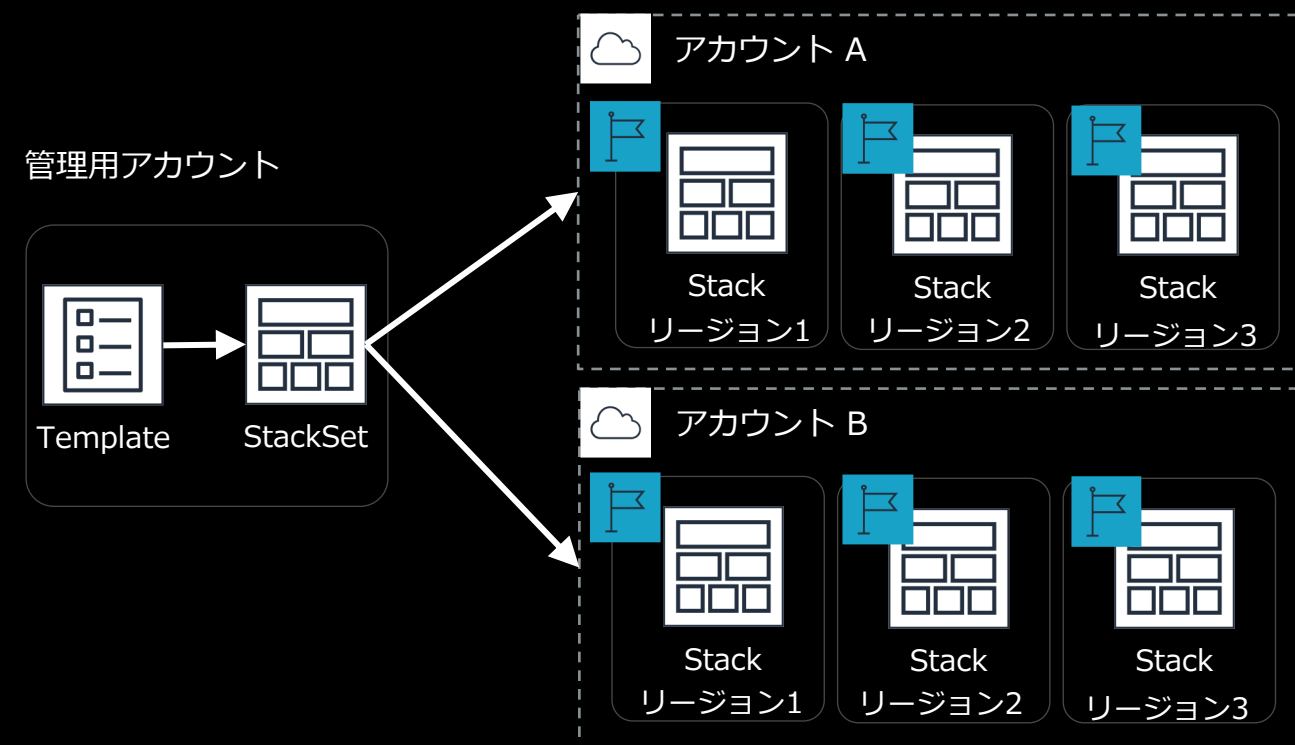 管理用アカウント
Template
StackSet
アカウント A
Stack
リージョン1
Stack
リージョン2
Stack
リージョン3
アカウント B
Stack
リージョン1
Stack
リージョン2
Stack
リージョン3